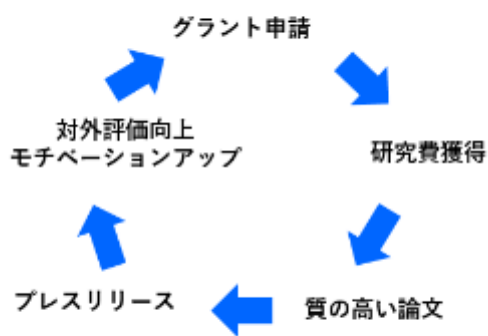 グラント申請
対外評価向上
モチベーションアップ
研究費獲得
プレスリリース
質の高い論文